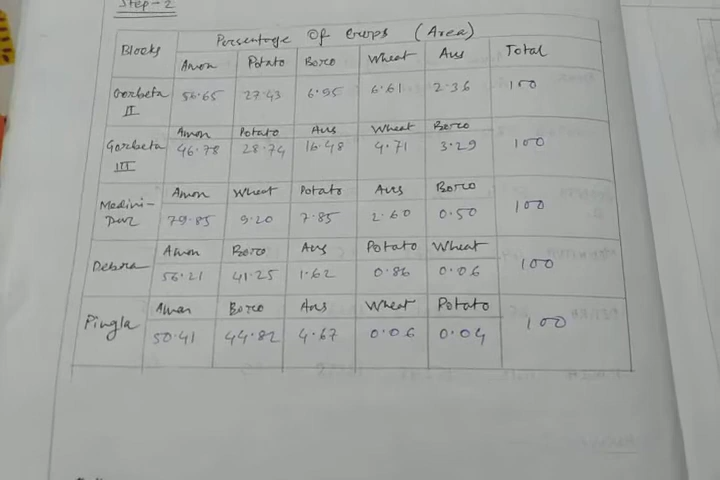 Step-2
Blocks Persentage Of Crops (Area) Total
Amon Potato Boro Wheat Aus
Gorbeta II 56.65 27.43 6.95 6.61 2.36 100
Amon Potato Aus Wheat Boro
Gorbeta III 46.78 28.74 16.48 4.71 3.29 100
Amon Wheat Potato Aus Boro
Medini-Pur 79.85 9.20 7.85 2.60 0.50 100
Amon Boro Aus Potato Wheat
Debra 56.21 41.25 1.62 0.86 0.06 100
Aman Boro Aus Wheat Potato
Pingla 50.41 44.82 4.67 0.06 0.04 100